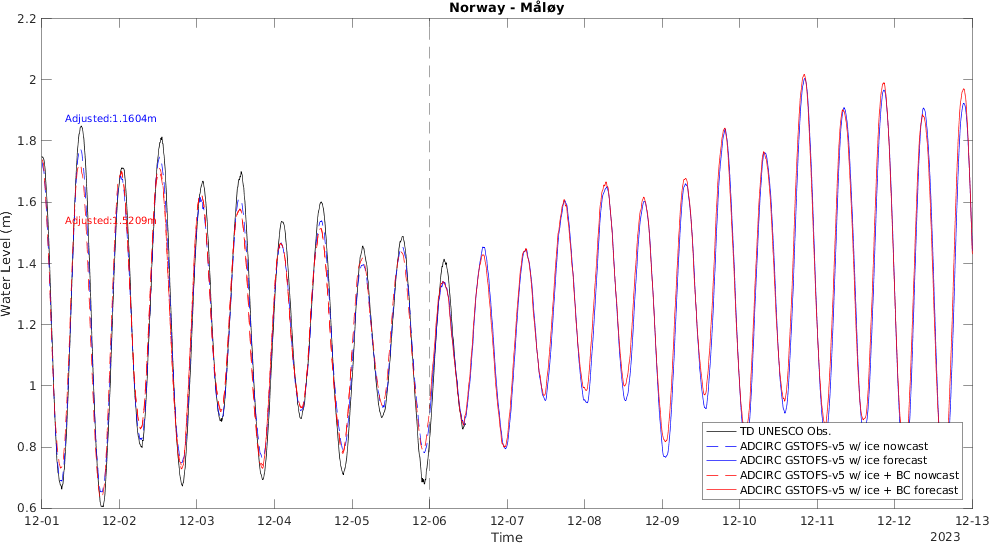 Norway - Måløy
2.2
2
1.8
1.6
1.4
1.2
1
0.8
0.6
Water Level (m)
Adjusted:1.1604m
Adjusted:1.5209m
TD UNESCO Obs.
ADCIRC GSTOFS-v5 w/ ice nowcast
ADCIRC GSTOFS-v5 w/ ice forecast
ADCIRC GSTOFS-v5 w/ ice + BC nowcast
ADCIRC GSTOFS-v5 w/ ice + BC forecast
12-01 12-02 12-03 12-04 12-05 12-06 12-07 12-08 12-09 12-10 12-11 12-12 12-13
Time
2023